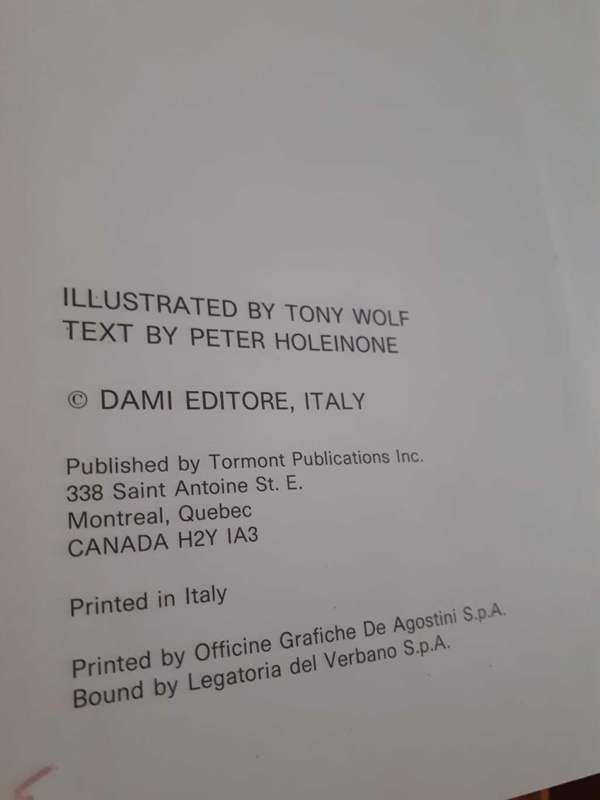 ILLUSTRATED BY TONY WOLF
TEXT BY PETER HOLEINONE
© DAMI EDITORE, ITALY
Published by Tormont Publications Inc.
338 Saint Antoine St. E.
Montreal, Quebec
CANADA H2Y IA3
Printed in Italy
Printed by Officine Grafiche De Agostini S.p.A.
Bound by Legatoria del Verbano S.p.A.